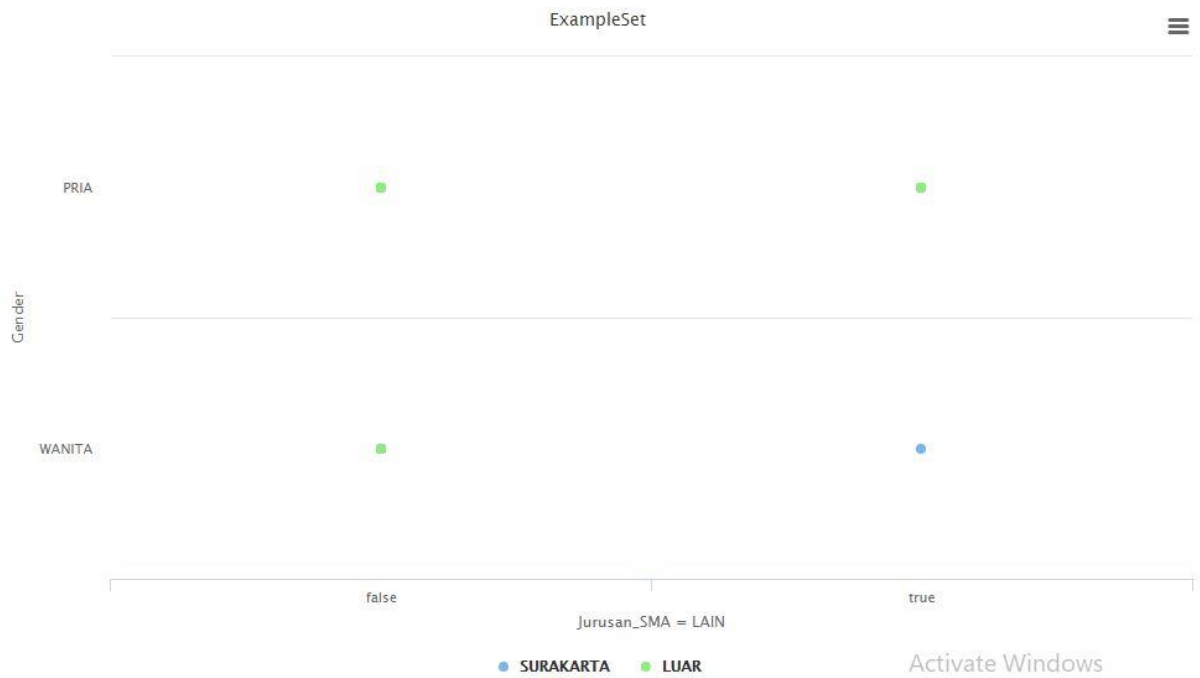 ExampleSet
PRIA
Gender
WANITA
false
true
Jurusan_SMA = LAIN
SURAKARTA
LUAR
Activate Windows